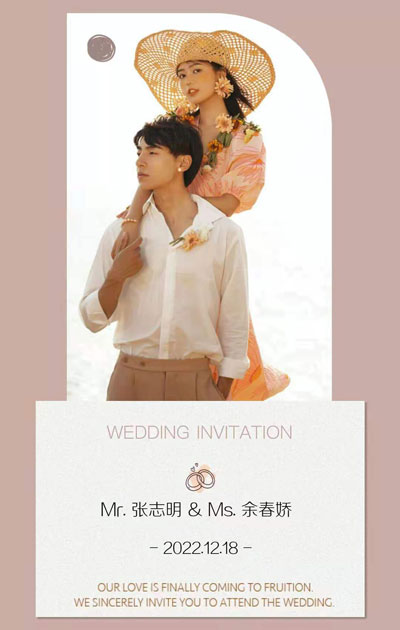 WEDDING INVITATION
Mr. 张志明 & Ms. 余春娇
- 2022.12.18 -
OUR LOVE IS FINALLY COMING TO FRUITION.
WE SINCERELY INVITE YOU TO ATTEND THE WEDDING.